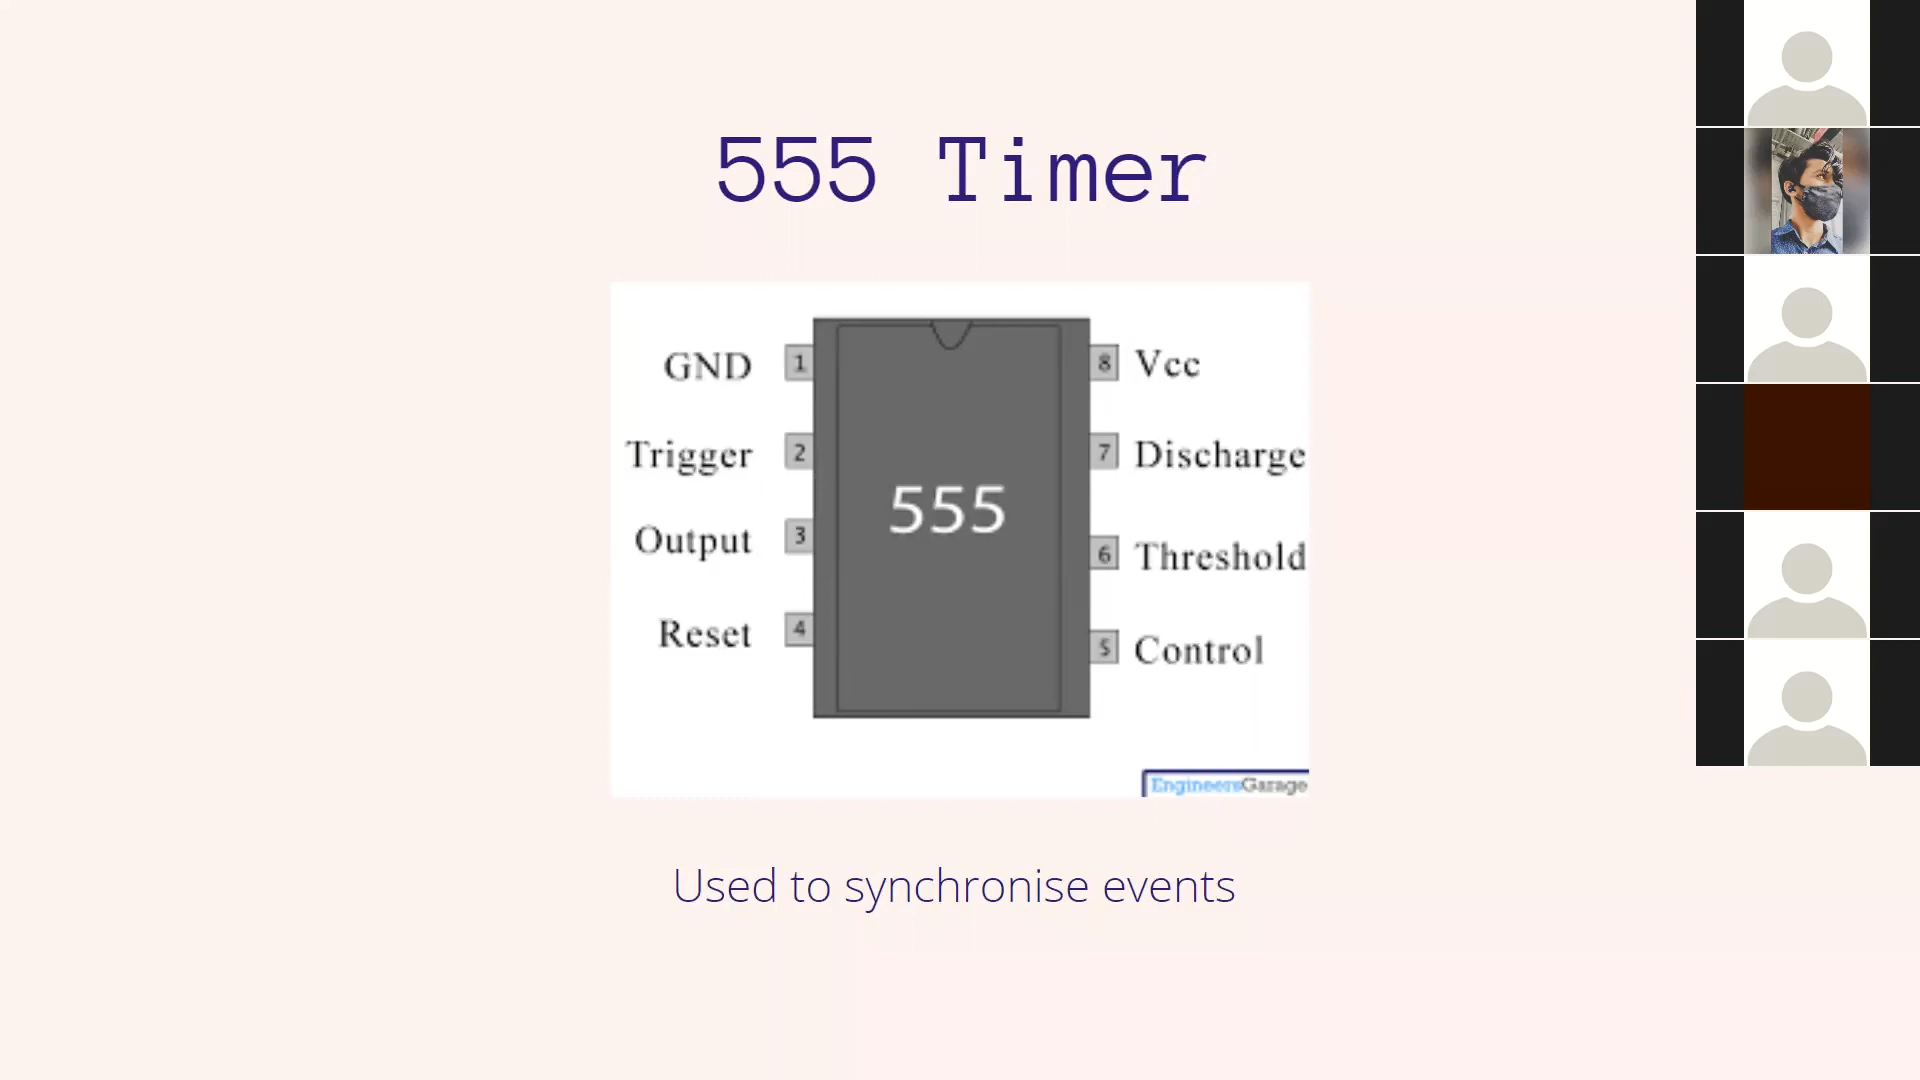 555 Timer
GND 1 8 Vcc
Trigger 2 7 Discharge
555
Output 3 6 Threshold
Reset 4 5 Control
EngineersGarage
Used to synchronise events